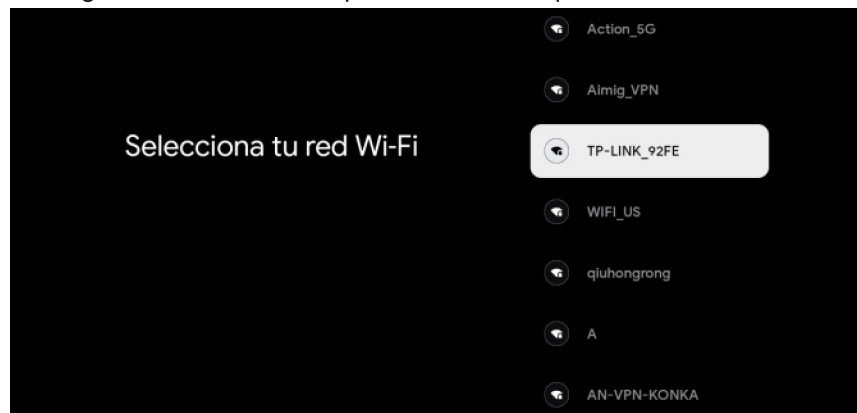 Selecciona tu red Wi-Fi
Action_5G
Aimig_VPN
TP-LINK_92FE
WIFI_US
qiuhongrong
A
AN-VPN-KONKA